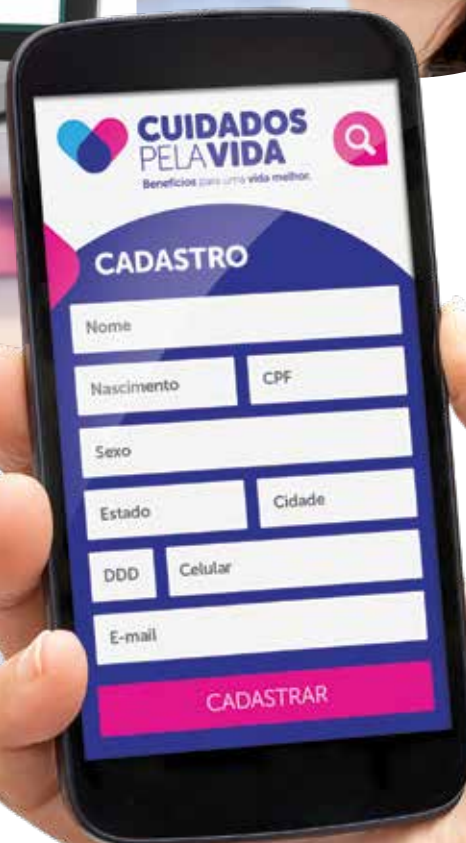 CUIDADOS
PELAVIDA
Benefícios para uma vida melhor.
CADASTRO
Nome
Nascimento CPF
Sexo
Estado Cidade
DDD Celular
E-mail
CADASTRAR